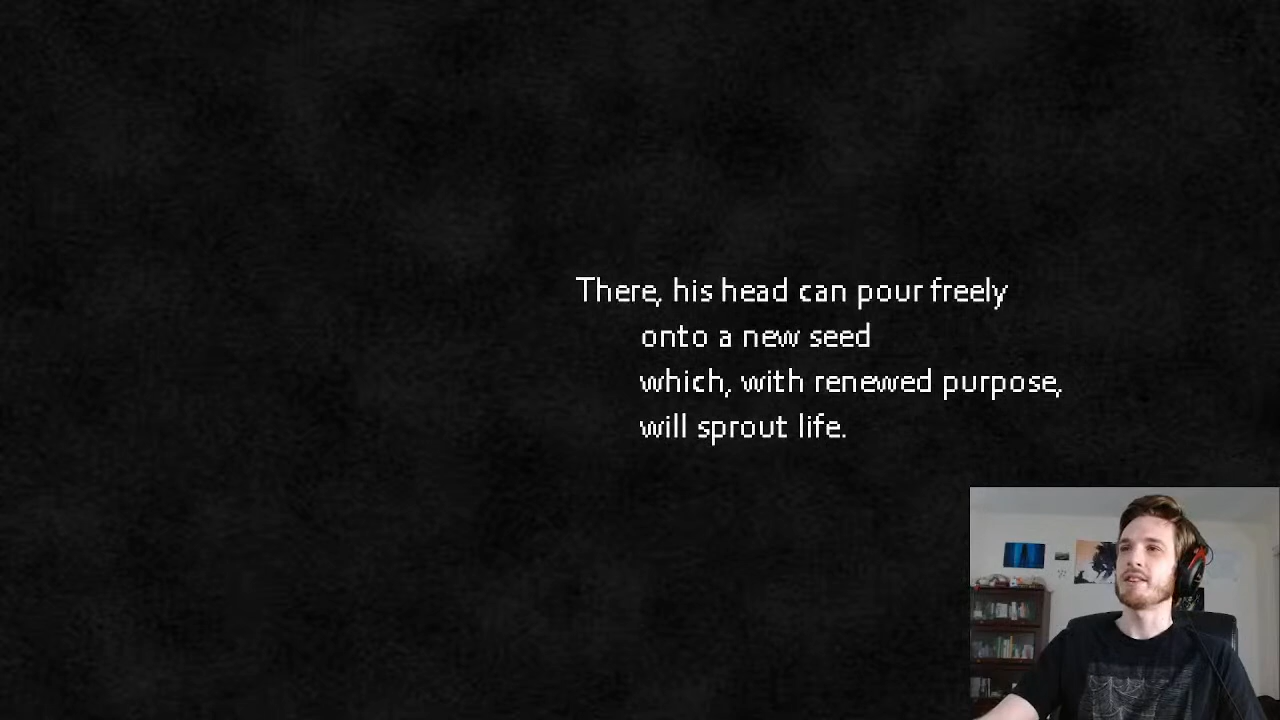 There, his head can pour freely
onto a new seed
which, with renewed purpose,
will sprout life.